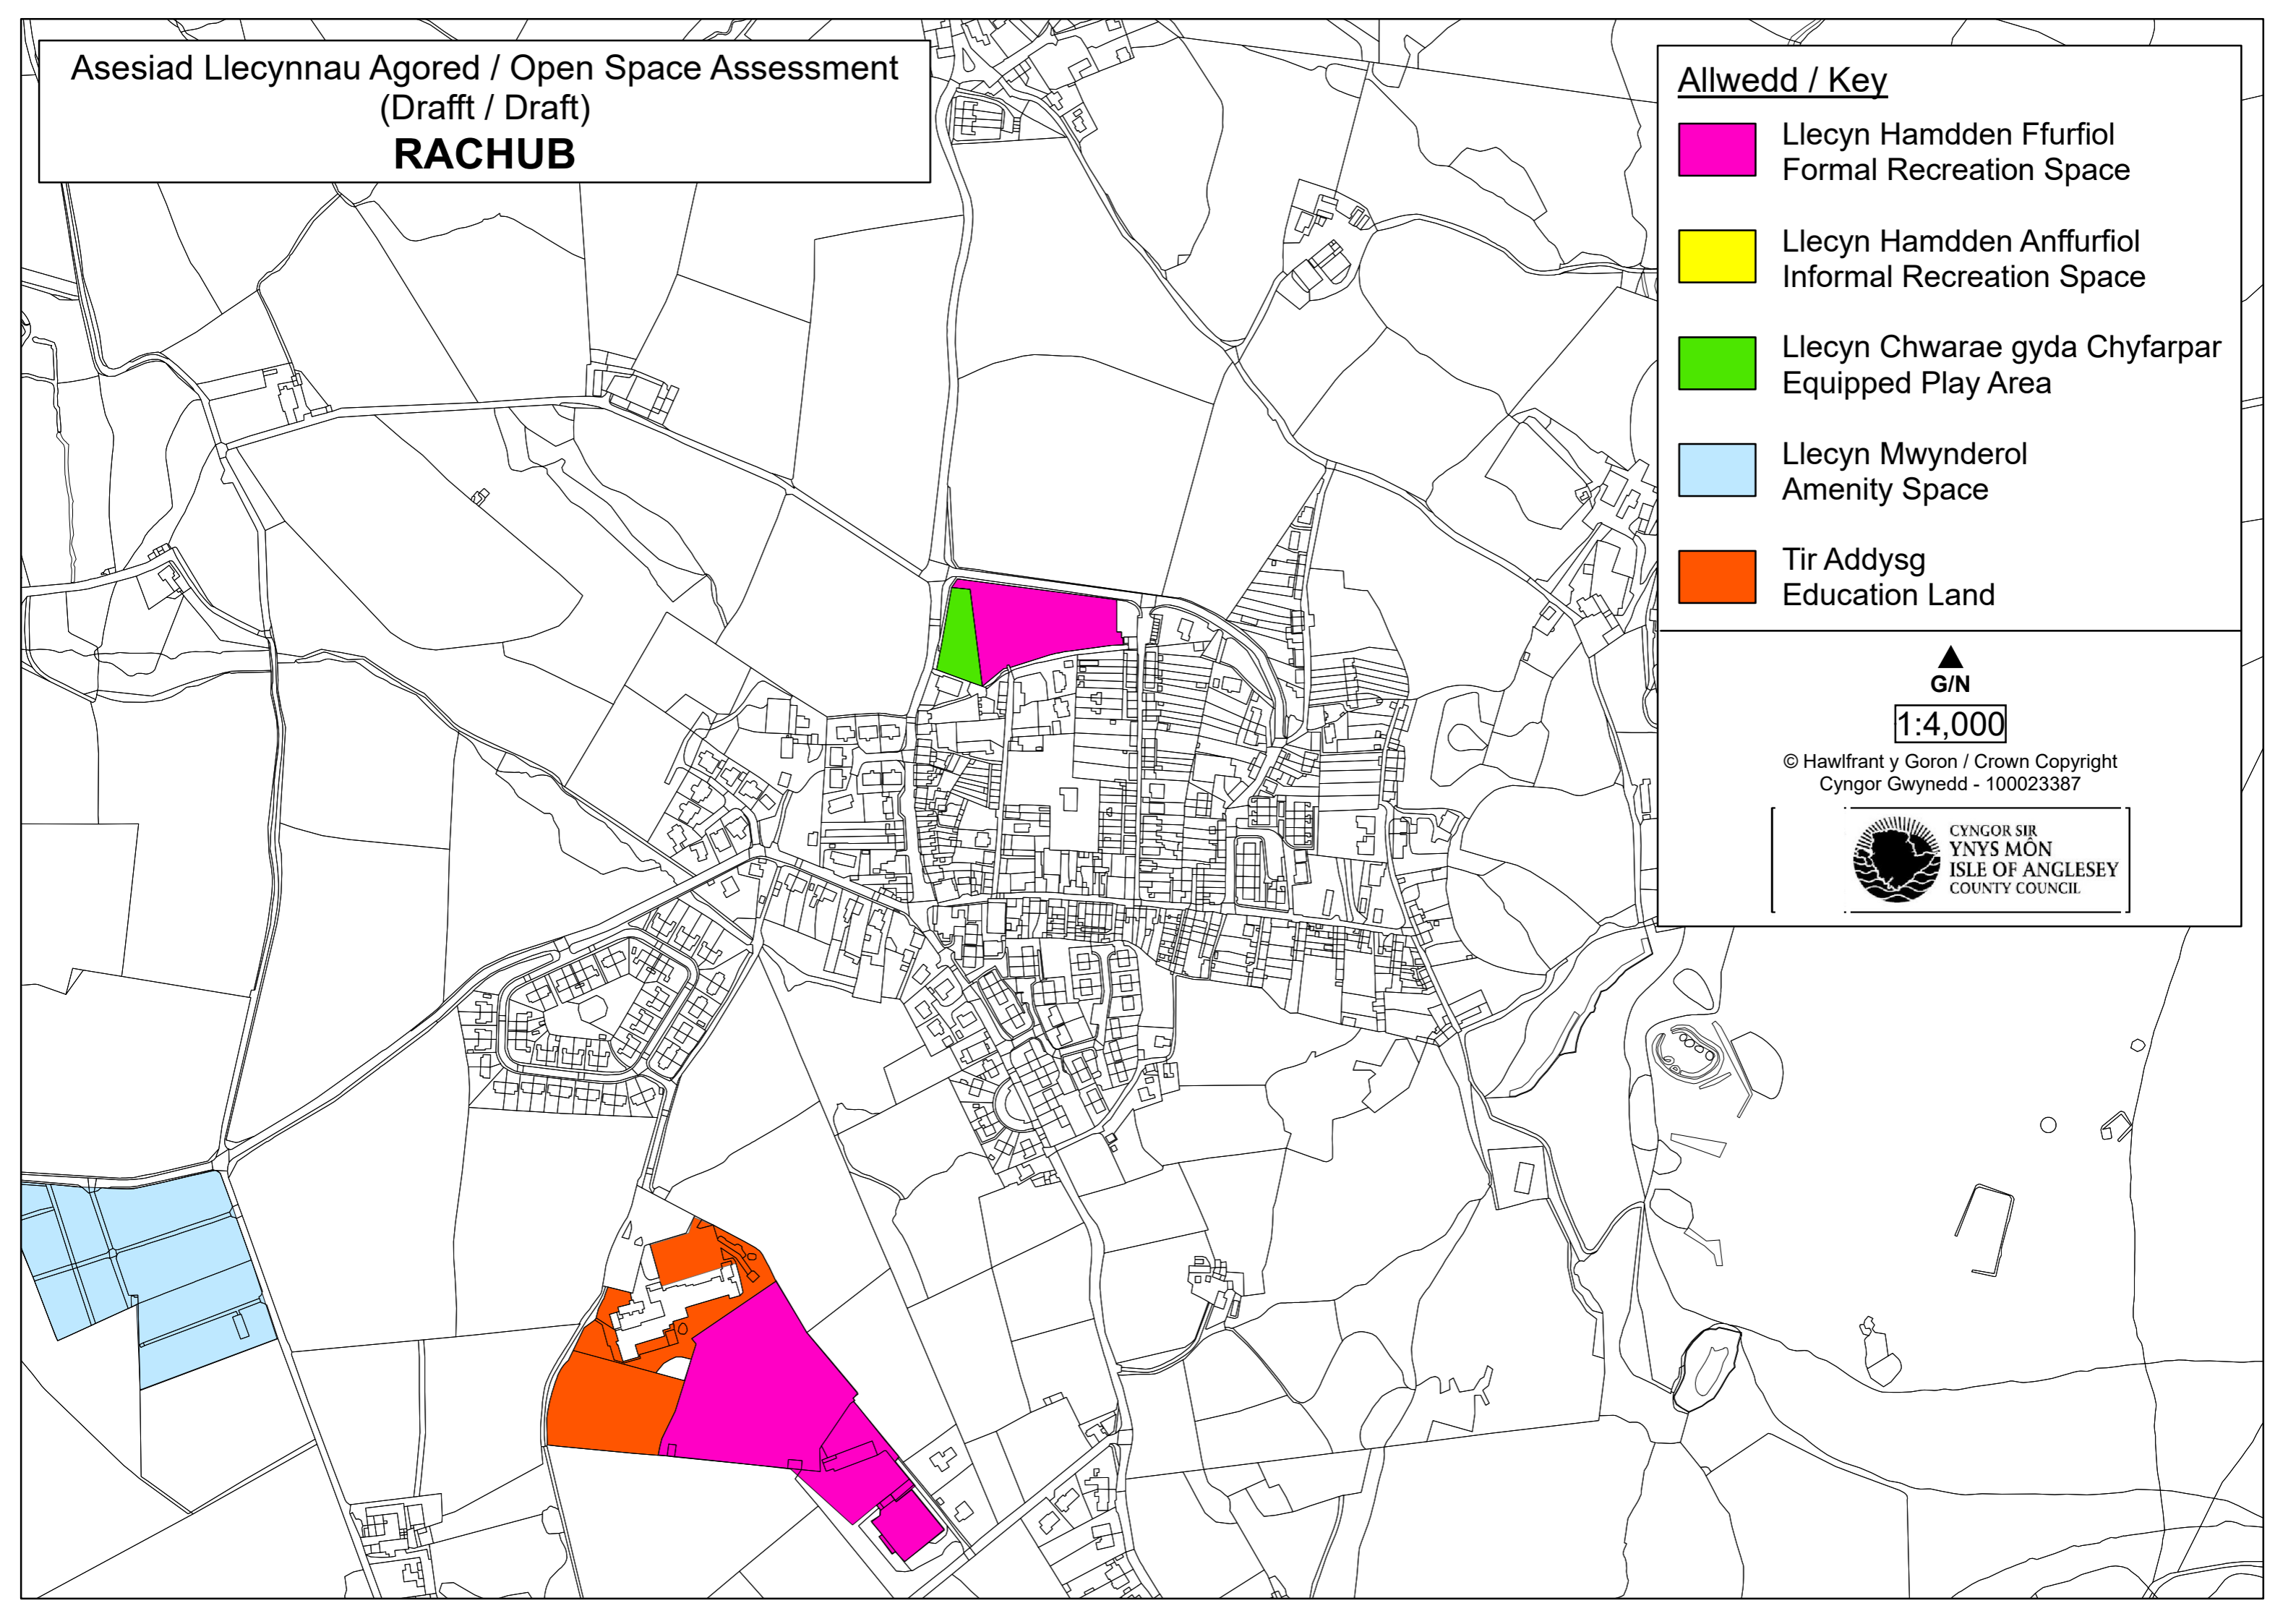 Asesiad Llecynnau Agored / Open Space Assessment
(Drafft / Draft)
RACHUB
Allwedd / Key
Llecyn Hamdden Ffurfiol
Formal Recreation Space
Llecyn Hamdden Anffurfiol
Informal Recreation Space
Llecyn Chwarae gyda Chyfarpar
Equipped Play Area
Llecyn Mwynderol
Amenity Space
Tir Addysg
Education Land
G/N
1:4,000
© Hawlfrant y Goron / Crown Copyright
Cyngor Gwynedd - 100023387
CYNGOR SIR
YNYS MÔN
ISLE OF ANGLESEY
COUNTY COUNCIL